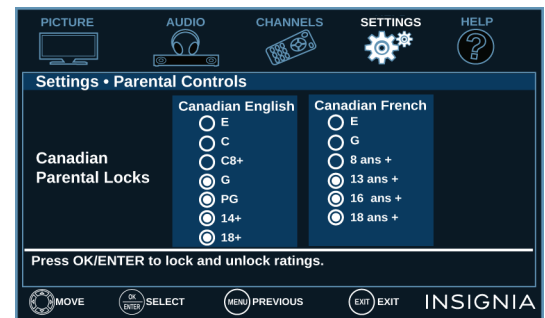 PICTURE AUDIO CHANNELS SETTINGS HELP
Settings • Parental Controls
Canadian
Parental Locks
Canadian English
E
C
C8+
G
PG
14+
18+
Canadian French
E
G
8 ans +
13 ans +
16 ans +
18 ans +
Press OK/ENTER to lock and unlock ratings.
MOVE OK ENTER SELECT MENU PREVIOUS EXIT EXIT INSIGNIA